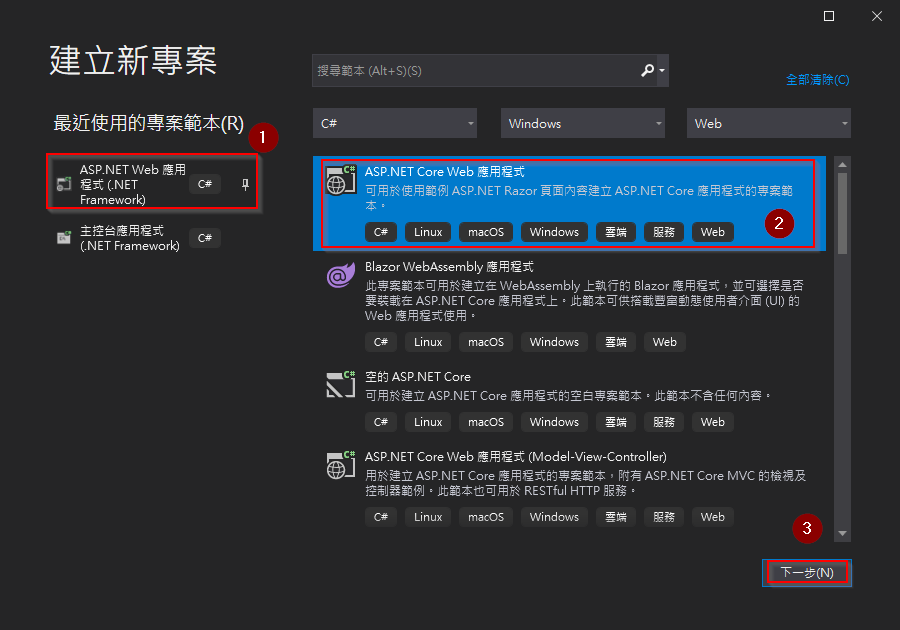 建立新專案
最近使用的專案範本(R)
1
ASP.NET Web 應用
程式 (.NET
Framework)
C#
主控台應用程式
(.NET Framework)
C#
搜尋範本 (Alt+S)(S)
全部清除(C)
C#
Windows
Web
ASP.NET Core Web 應用程式
可用於使用範例 ASP.NET Razor 頁面內容建立 ASP.NET Core 應用程式的專案範
本。
C# Linux macOS Windows 雲端 服務 Web
2
Blazor WebAssembly 應用程式
此專案範本可用於建立在 WebAssembly 上執行的 Blazor 應用程式，並可選擇是否
要裝載在 ASP.NET Core 應用程式上。此範本可供搭載豐富動態使用者介面 (UI) 的
Web 應用程式使用。
C# Linux macOS Windows 雲端 Web
空的 ASP.NET Core
可用於建立 ASP.NET Core 應用程式的空白專案範本。此範本不含任何內容。
C# Linux macOS Windows 雲端 服務 Web
ASP.NET Core Web 應用程式 (Model-View-Controller)
用於建立 ASP.NET Core 應用程式的專案範本，附有 ASP.NET Core MVC 的檢視及
控制器範例。此範本也可用於 RESTful HTTP 服務。
C# Linux macOS Windows 雲端 服務 Web
3
下一步(N)